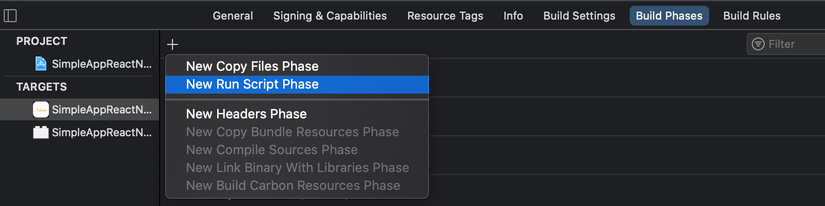 General Signing & Capabilities Resource Tags Info Build Settings Build Phases Build Rules
PROJECT
SimpleAppReactN...
TARGETS
SimpleAppReactN...
SimpleAppReactN...
Filter
New Copy Files Phase
New Run Script Phase
New Headers Phase
New Copy Bundle Resources Phase
New Compile Sources Phase
New Link Binary With Libraries Phase
New Build Carbon Resources Phase